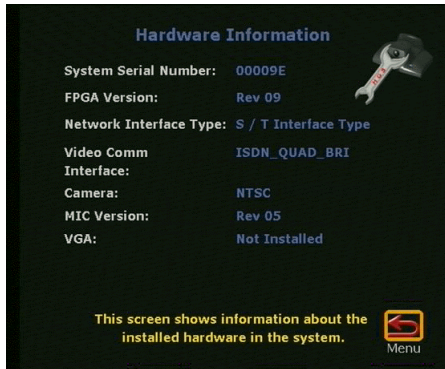 Hardware Information
System Serial Number: 00009E
FPGA Version: Rev 09
Network Interface Type: S / T Interface Type
Video Comm ISDN_QUAD_BRI
Interface:
Camera: NTSC
MIC Version: Rev 05
VGA: Not Installed
This screen shows information about the
installed hardware in the system.
Menu